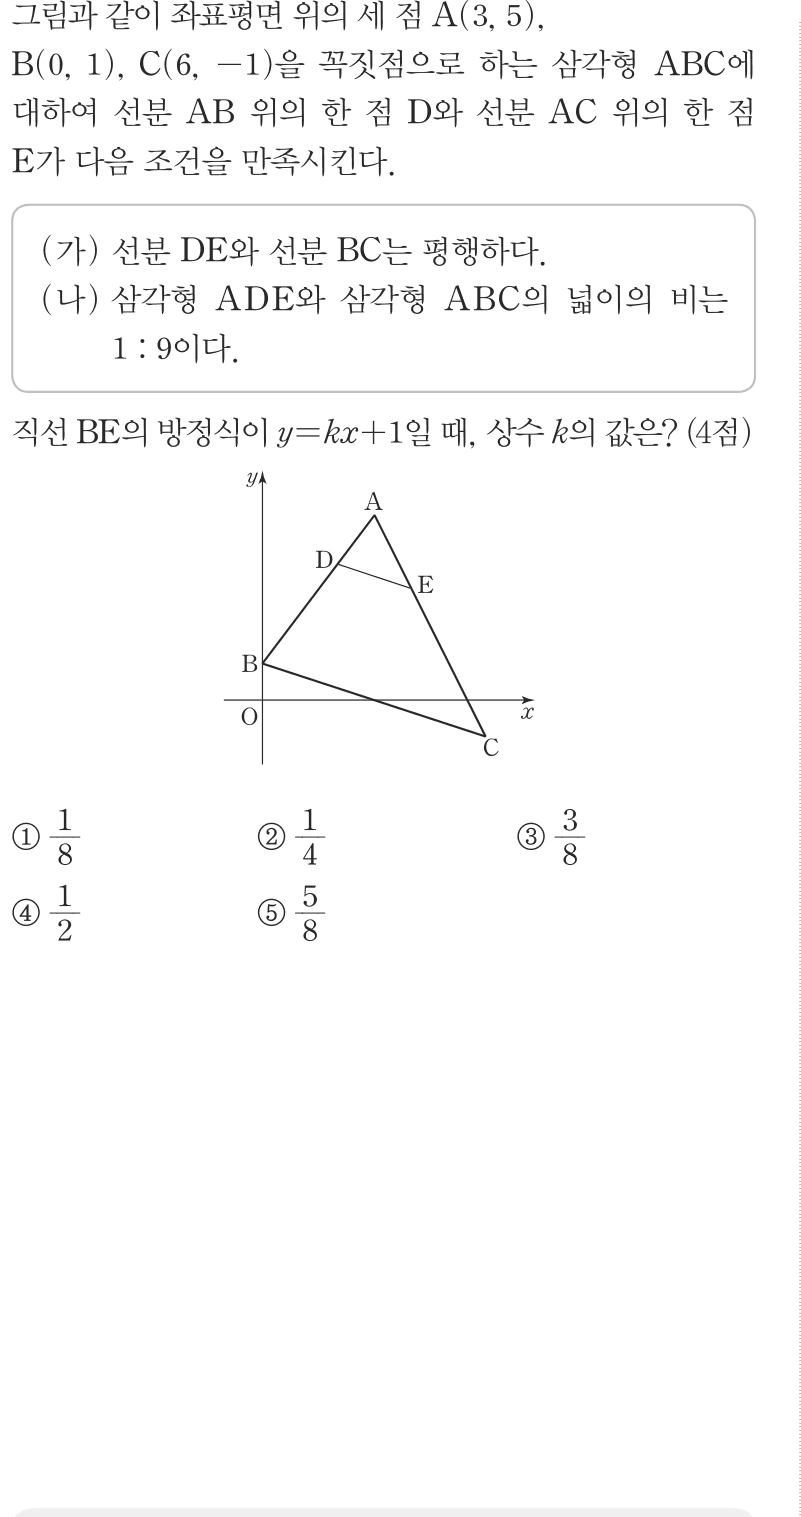 그림과 같이 좌표평면 위의 세 점 A(3, 5),
B(0, 1), C(6, −1)을 꼭짓점으로 하는 삼각형 ABC에
대하여 선분 AB 위의 한 점 D와 선분 AC 위의 한 점
E가 다음 조건을 만족시킨다.
(가) 선분 DE와 선분 BC는 평행하다.
(나) 삼각형 ADE와 삼각형 ABC의 넓이의 비는
1 : 9이다.
직선 BE의 방정식이 y=kx+1일 때, 상수 k의 값은? (4점)
y
A
D
E
B
O
x
C
① 1/8 ② 1/4 ③ 3/8
④ 1/2 ⑤ 5/8